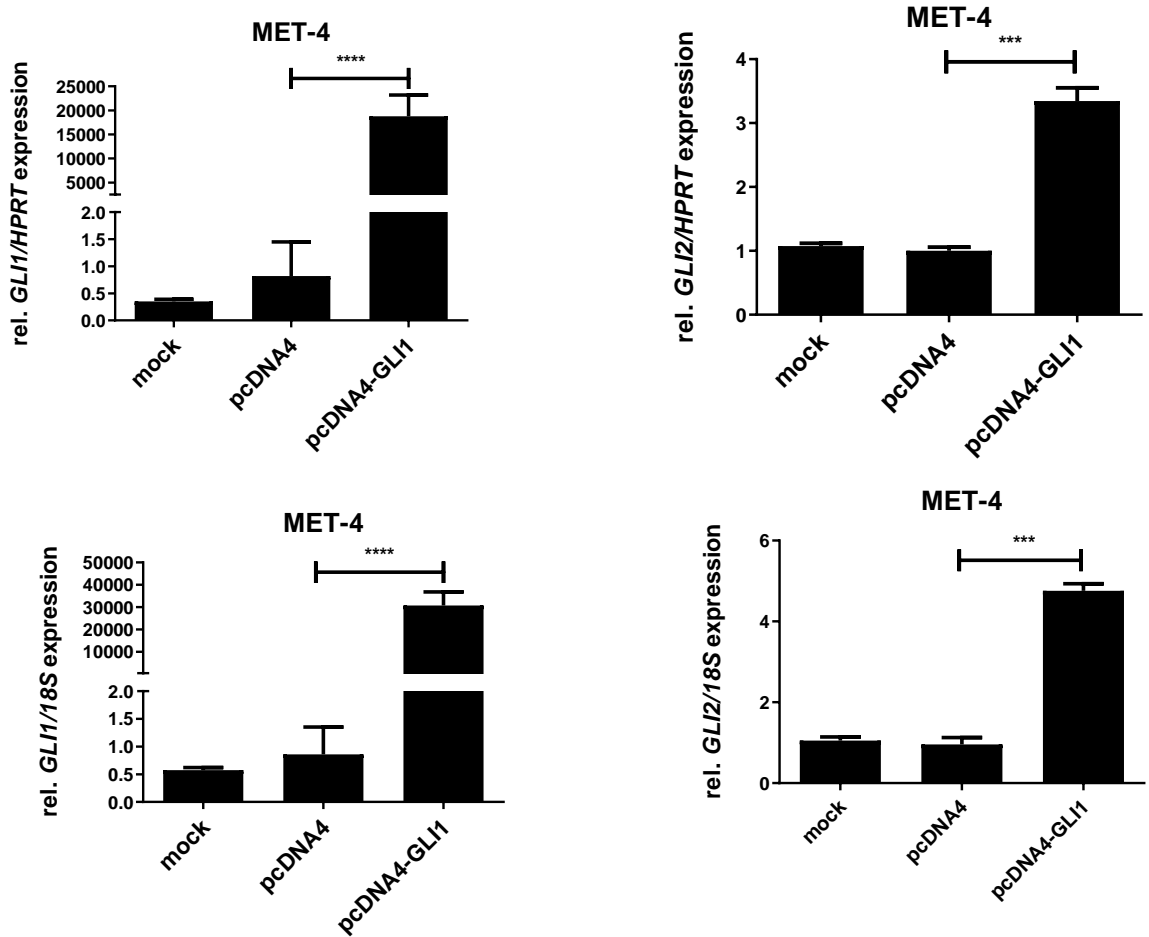 MET-4
****
rel. GLI1/HPRT expression
25000
20000
15000
10000
5000
2.0
1.5
1.0
0.5
0.0
mock
pcDNA4
pcDNA4-GLI1
MET-4
***
rel. GLI2/HPRT expression
4
3
2
1
0
mock
pcDNA4
pcDNA4-GLI1
MET-4
****
rel. GLI1/18S expression
50000
40000
30000
20000
10000
2.0
1.5
1.0
0.5
0.0
mock
pcDNA4
pcDNA4-GLI1
MET-4
***
rel. GLI2/18S expression
6
4
2
0
mock
pcDNA4
pcDNA4-GLI1